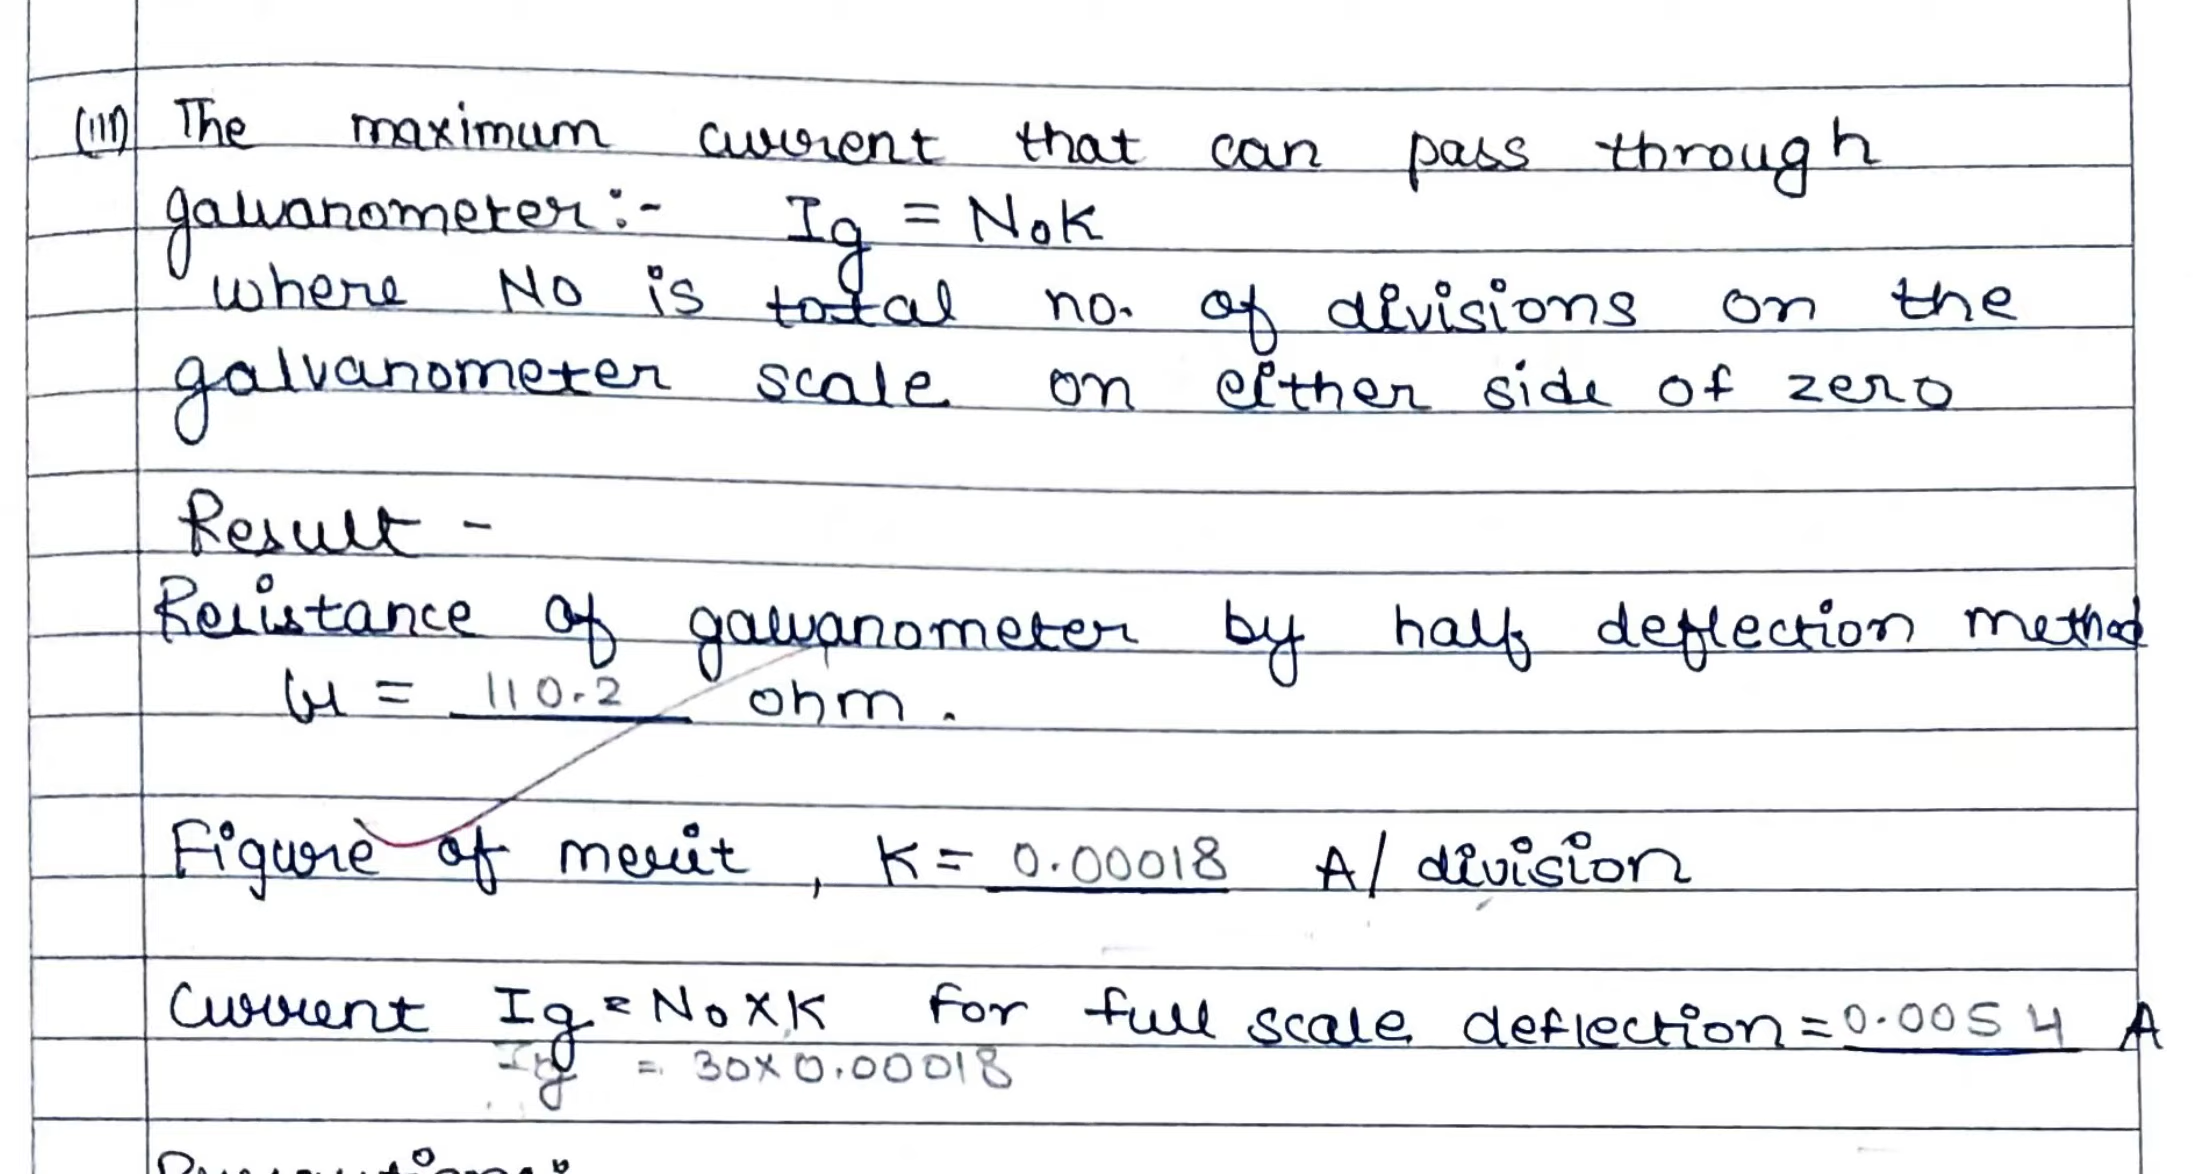 (iii) The maximum current that can pass through
galvanometer:- Ig = NoK
where No is total no. of divisions on the
galvanometer scale on either side of zero
Result -
Resistance of galvanometer by half deflection method
G = 110.2 ohm.
Figure of merit, K = 0.00018 A/division
Current Ig = No x K for full scale deflection = 0.0054 A
Ig = 30 x 0.00018
Precautions: